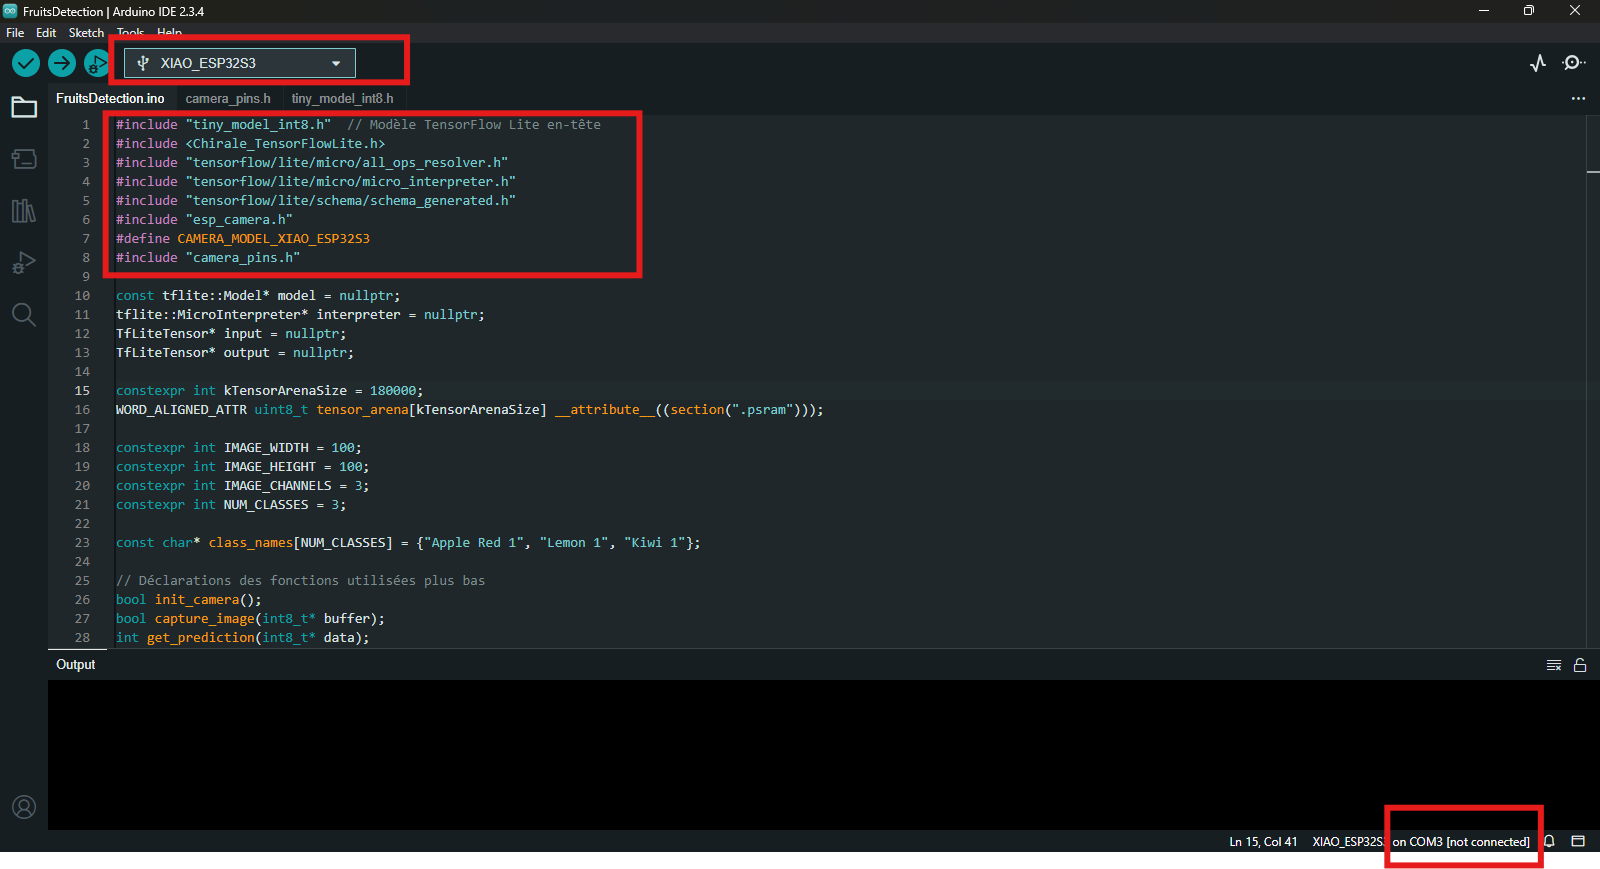 FruitsDetection | Arduino IDE 2.3.4
File Edit Sketch Tools Help
XIAO_ESP32S3
FruitsDetection.ino camera_pins.h tiny_model_int8.h
1 #include "tiny_model_int8.h" // Modèle TensorFlow Lite en-tête
2 #include <Chirale_TensorFlowLite.h>
3 #include "tensorflow/lite/micro/all_ops_resolver.h"
4 #include "tensorflow/lite/micro/micro_interpreter.h"
5 #include "tensorflow/lite/schema/schema_generated.h"
6 #include "esp_camera.h"
7 #define CAMERA_MODEL_XIAO_ESP32S3
8 #include "camera_pins.h"
9
10 const tflite::Model* model = nullptr;
11 tflite::MicroInterpreter* interpreter = nullptr;
12 TfLiteTensor* input = nullptr;
13 TfLiteTensor* output = nullptr;
14
15 constexpr int kTensorArenaSize = 180000;
16 WORD_ALIGNED_ATTR uint8_t tensor_arena[kTensorArenaSize] __attribute__((section(".psram")));
17
18 constexpr int IMAGE_WIDTH = 100;
19 constexpr int IMAGE_HEIGHT = 100;
20 constexpr int IMAGE_CHANNELS = 3;
21 constexpr int NUM_CLASSES = 3;
22
23 const char* class_names[NUM_CLASSES] = {"Apple Red 1", "Lemon 1", "Kiwi 1"};
24
25 // Déclarations des fonctions utilisées plus bas
26 bool init_camera();
27 bool capture_image(int8_t* buffer);
28 int get_prediction(int8_t* data);
Output
Ln 15, Col 41 XIAO_ESP32S on COM3 [not connected]